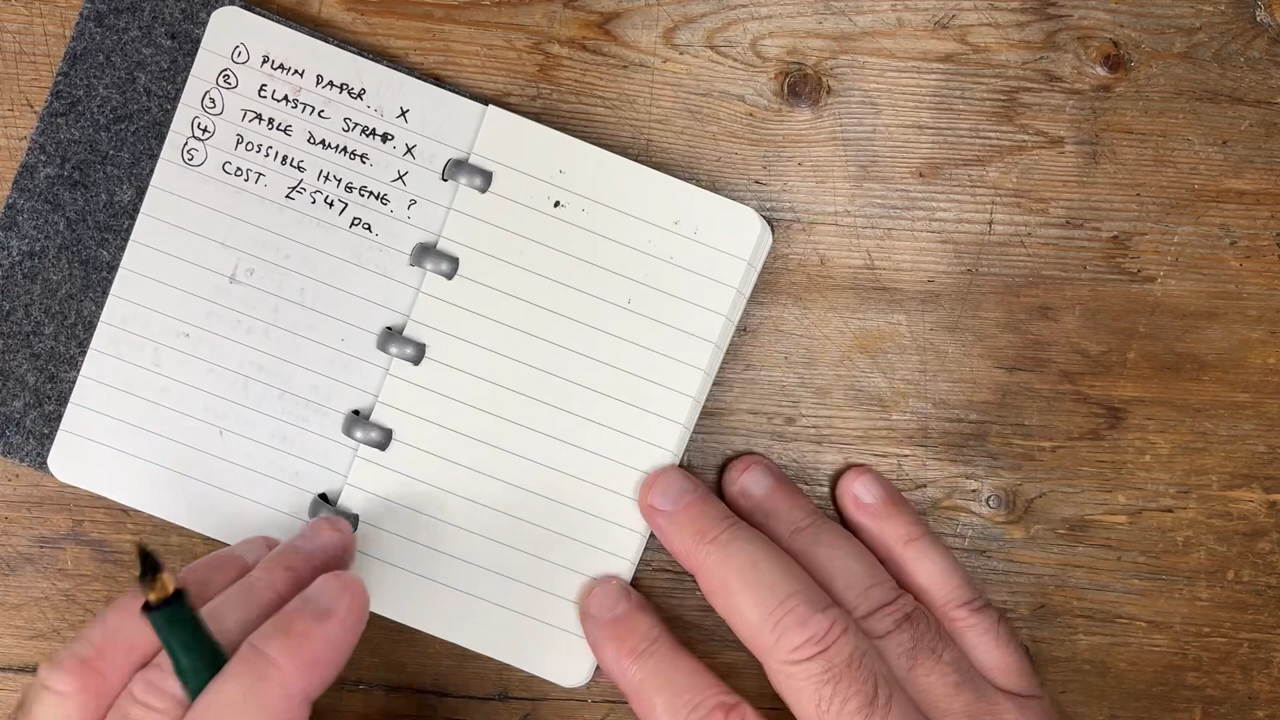 ① PLAIN PAPER. X
② ELASTIC STRAP. X
③ TABLE DAMAGE. X
④ POSSIBLE HYGENE. ?
⑤ COST. £547 pa.